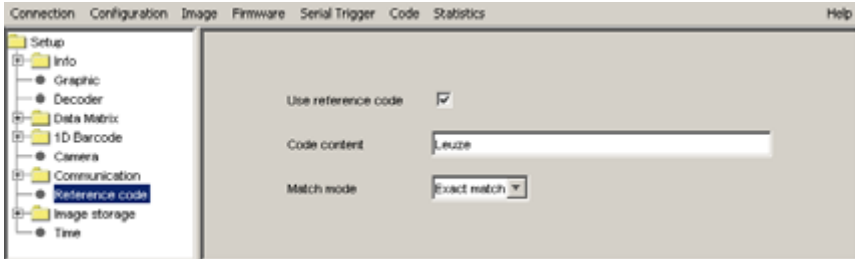 Connection Configuration Image Firmware Serial Trigger Code Statistics Help
Setup
Info
Graphic
Decoder
Data Matrix
1D Barcode
Camera
Communication
Reference code
Image storage
Time
Use reference code
Code content Leuze
Match mode Exact match